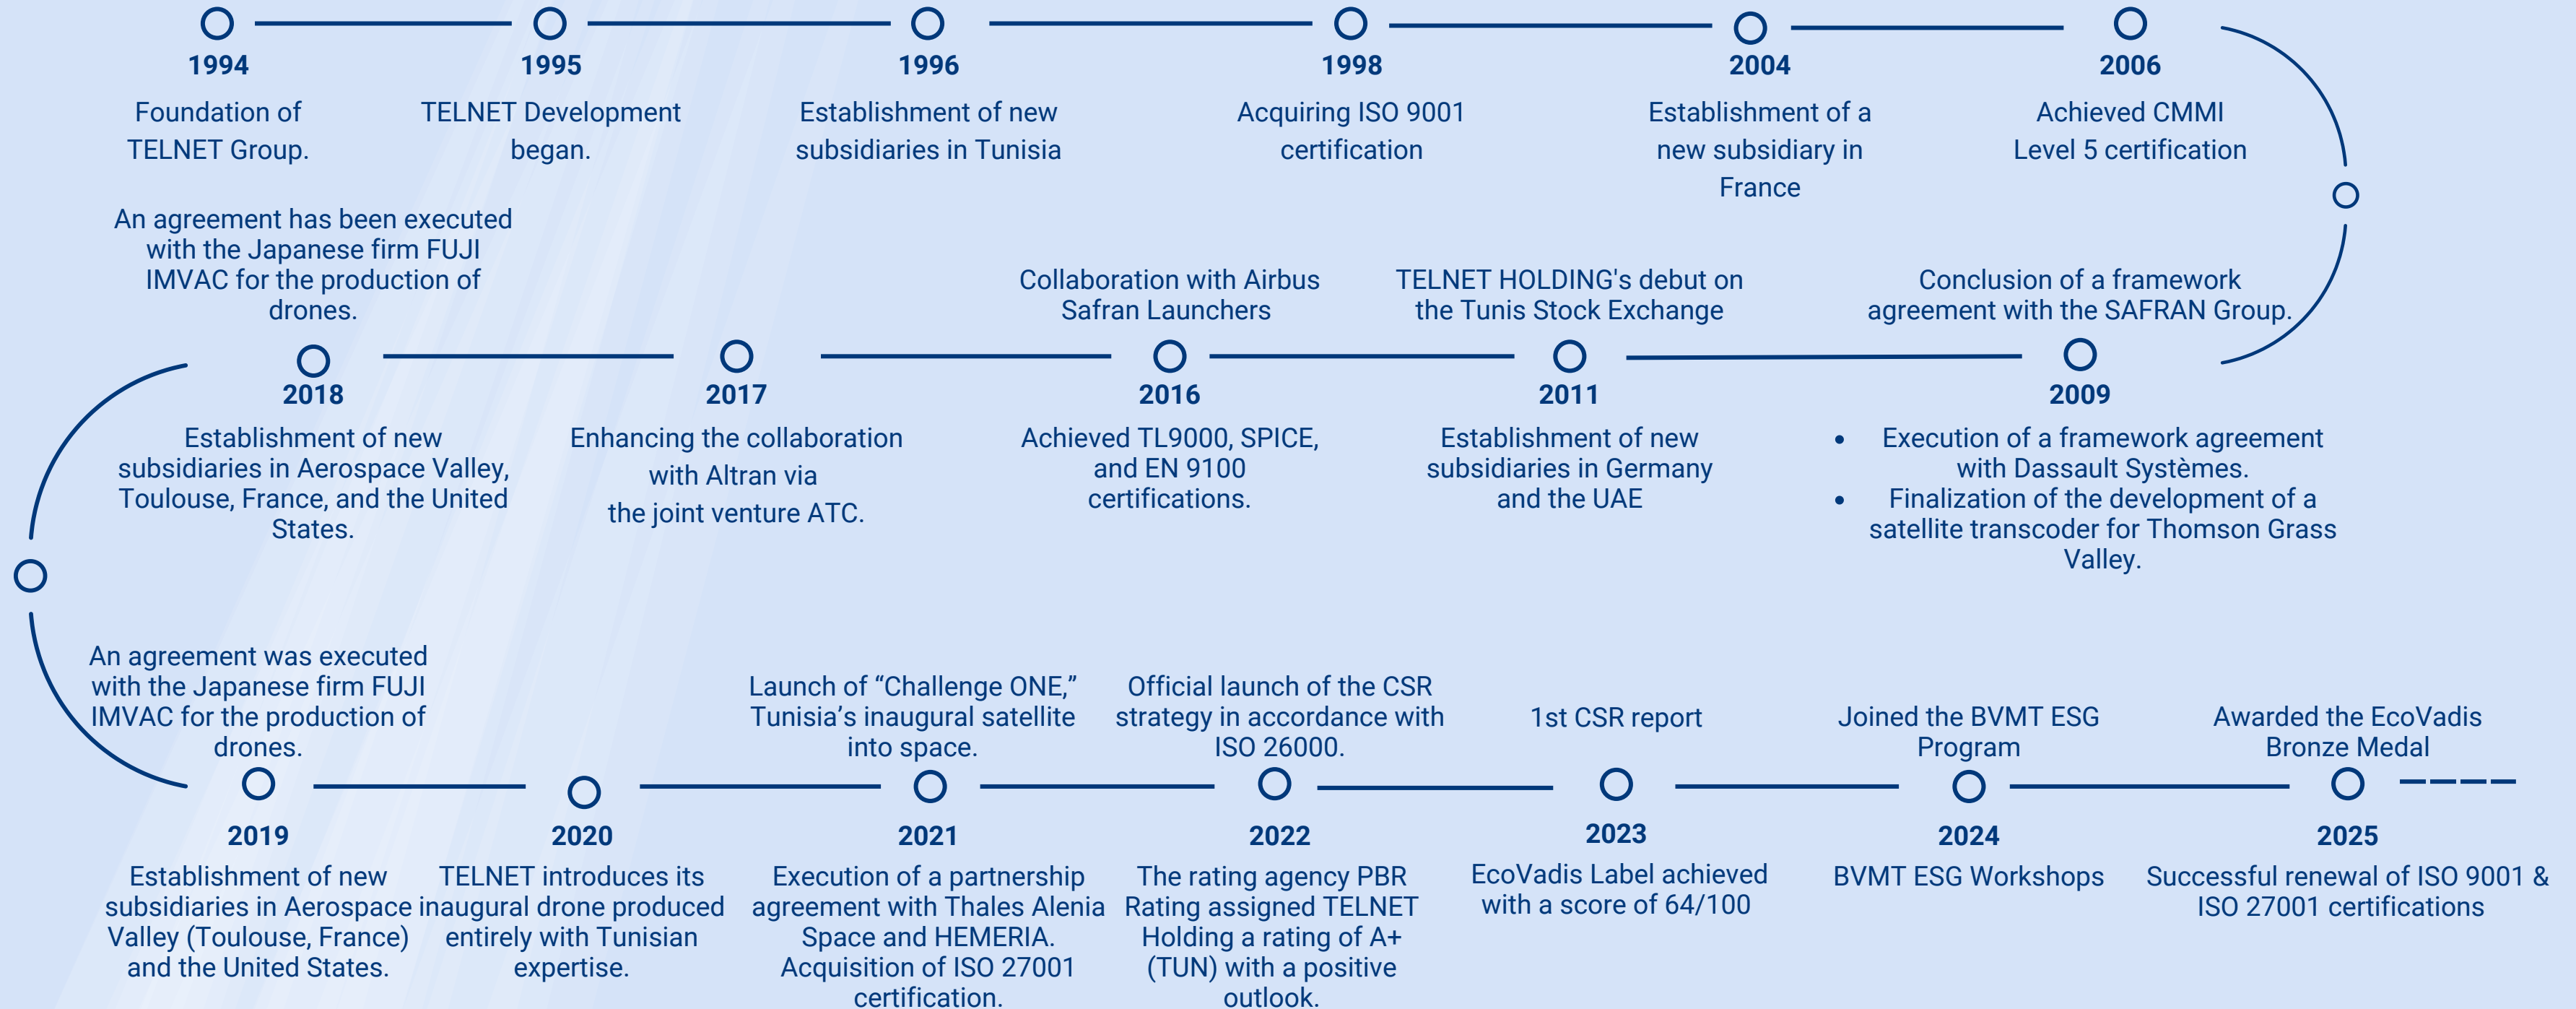 1994
Foundation of
TELNET Group.
1995
TELNET Development
began.
1996
Establishment of new
subsidiaries in Tunisia
1998
Acquiring ISO 9001
certification
2004
Establishment of a
new subsidiary in
France
2006
Achieved CMMI
Level 5 certification
Conclusion of a framework
agreement with the SAFRAN Group.
2009
• Execution of a framework agreement
with Dassault Systèmes.
• Finalization of the development of a
satellite transcoder for Thomson Grass
Valley.
TELNET HOLDING's debut on
the Tunis Stock Exchange
2011
Establishment of new
subsidiaries in Germany
and the UAE
Collaboration with Airbus
Safran Launchers
2016
Achieved TL9000, SPICE,
and EN 9100
certifications.
2017
Enhancing the collaboration
with Altran via
the joint venture ATC.
An agreement has been executed
with the Japanese firm FUJI
IMVAC for the production of
drones.
2018
Establishment of new
subsidiaries in Aerospace Valley,
Toulouse, France, and the United
States.
An agreement was executed
with the Japanese firm FUJI
IMVAC for the production of
drones.
2019
Establishment of new
subsidiaries in Aerospace
Valley (Toulouse, France)
and the United States.
2020
TELNET introduces its
inaugural drone produced
entirely with Tunisian
expertise.
Launch of “Challenge ONE,”
Tunisia’s inaugural satellite
into space.
2021
Execution of a partnership
agreement with Thales Alenia
Space and HEMERIA.
Acquisition of ISO 27001
certification.
Official launch of the CSR
strategy in accordance with
ISO 26000.
2022
The rating agency PBR
Rating assigned TELNET
Holding a rating of A+
(TUN) with a positive
outlook.
1st CSR report
2023
EcoVadis Label achieved
with a score of 64/100
Joined the BVMT ESG
Program
2024
BVMT ESG Workshops
Awarded the EcoVadis
Bronze Medal
2025
Successful renewal of ISO 9001 &
ISO 27001 certifications